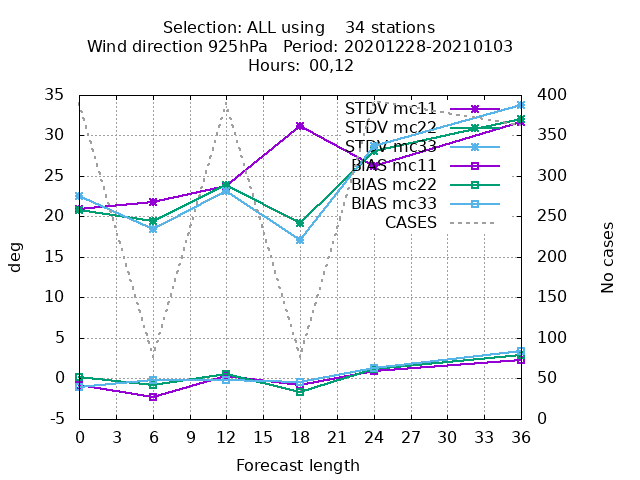 Selection: ALL using    34 stations
Wind direction 925hPa   Period: 20201228-20210103
Hours: 00,12
35
30
25
20
15
10
5
0
-5
400
350
300
250
200
150
100
50
0
deg
No cases
STDV mc11
STDV mc22
STDV mc33
BIAS mc11
BIAS mc22
BIAS mc33
CASES
0 3 6 9 12 15 18 21 24 27 30 33 36
Forecast length